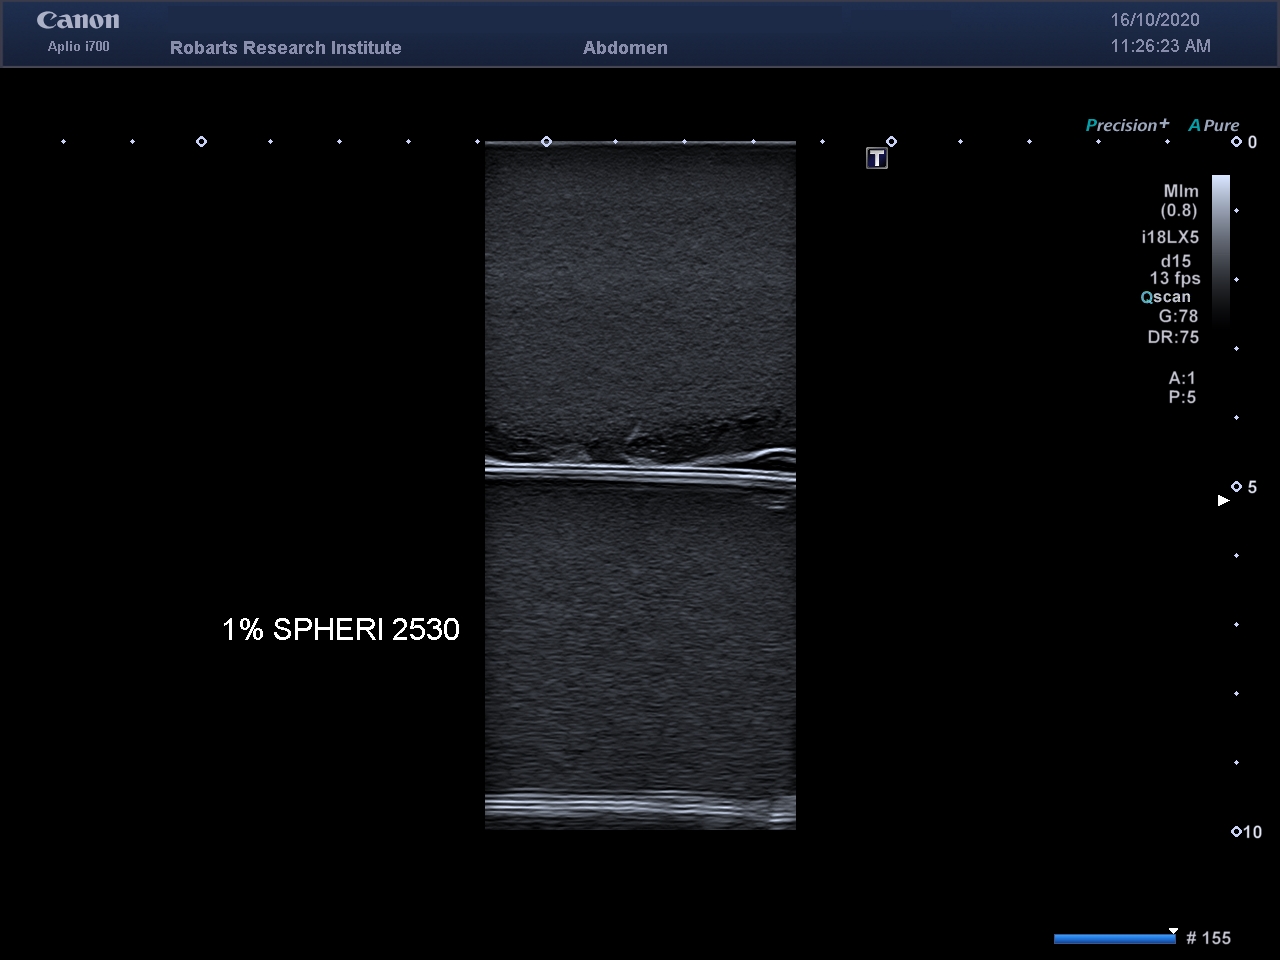 Canon
Aplio i700
Robarts Research Institute
Abdomen
16/10/2020
11:26:23 AM
Precision+ APure
T
0
MIm
(0.8)
i18LX5
d15
13 fps
Qscan
G:78
DR:75
A:1
P:5
5
1% SPHERI 2530
10
# 155